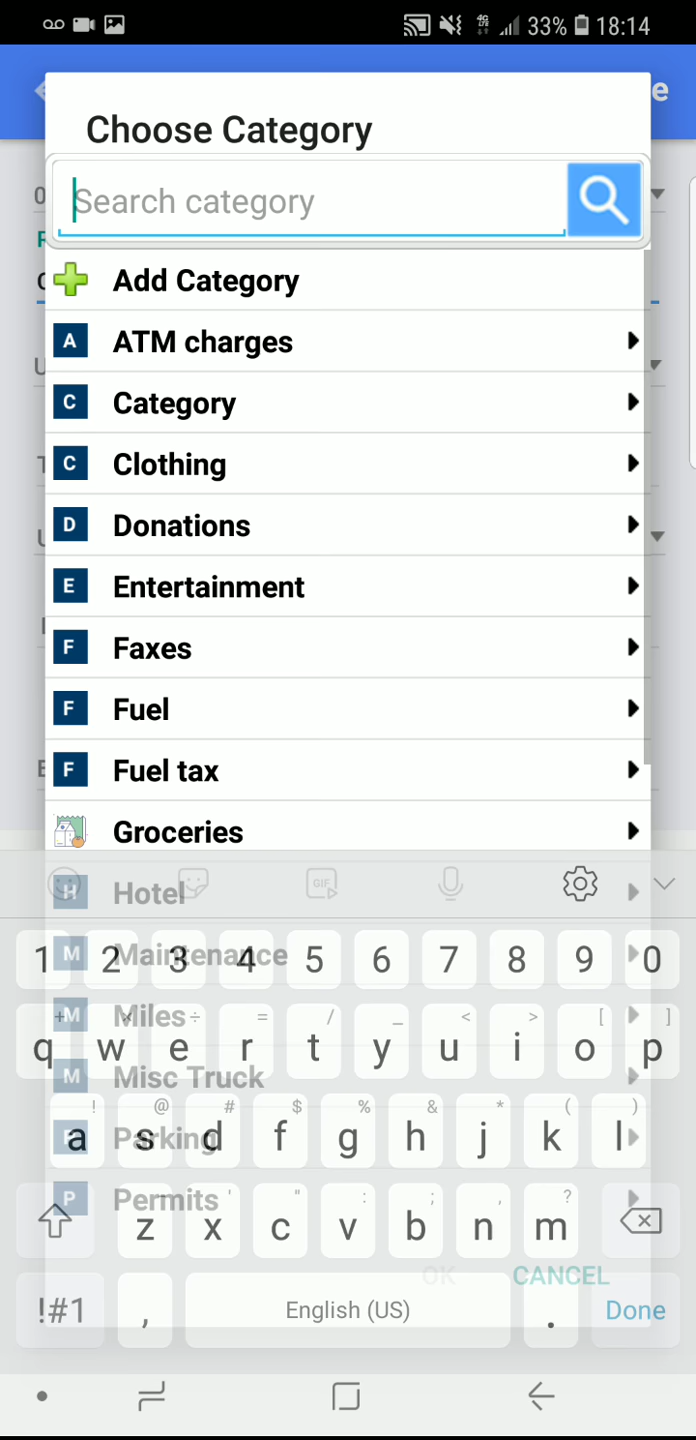 33% 18:14
e
Choose Category
Search category
Add Category
A ATM charges
C Category
C Clothing
D Donations
E Entertainment
F Faxes
F Fuel
F Fuel tax
Groceries
H Hotel
GIF
M Maintenance
1 2 3 4 5 6 7 8 9 0
M Miles
+ × ÷ = / _ < > [ ]
q w e r t y u i o p
M Misc Truck
! @ # $ % & * ( )
a s d f g h j k l
Parking
P Permits
' " : ; , ?
z x c v b n m
OK CANCEL
!#1 , English (US) . Done